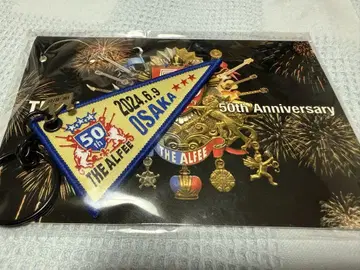 2024.6.9
OSAKA
50th
THE ALFEE
50th Anniversary
THE ALFEE